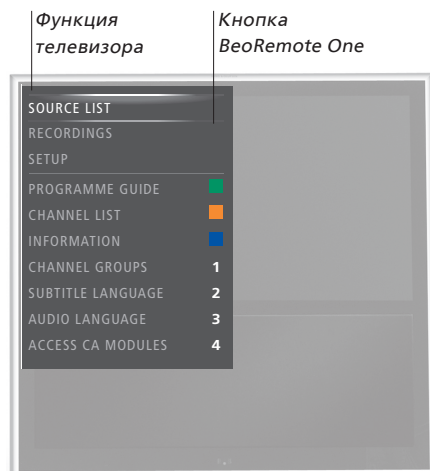 Функция
телевизора
Кнопка
BeoRemote One
SOURCE LIST
RECORDINGS
SETUP
PROGRAMME GUIDE
CHANNEL LIST
INFORMATION
CHANNEL GROUPS 1
SUBTITLE LANGUAGE 2
AUDIO LANGUAGE 3
ACCESS CA MODULES 4